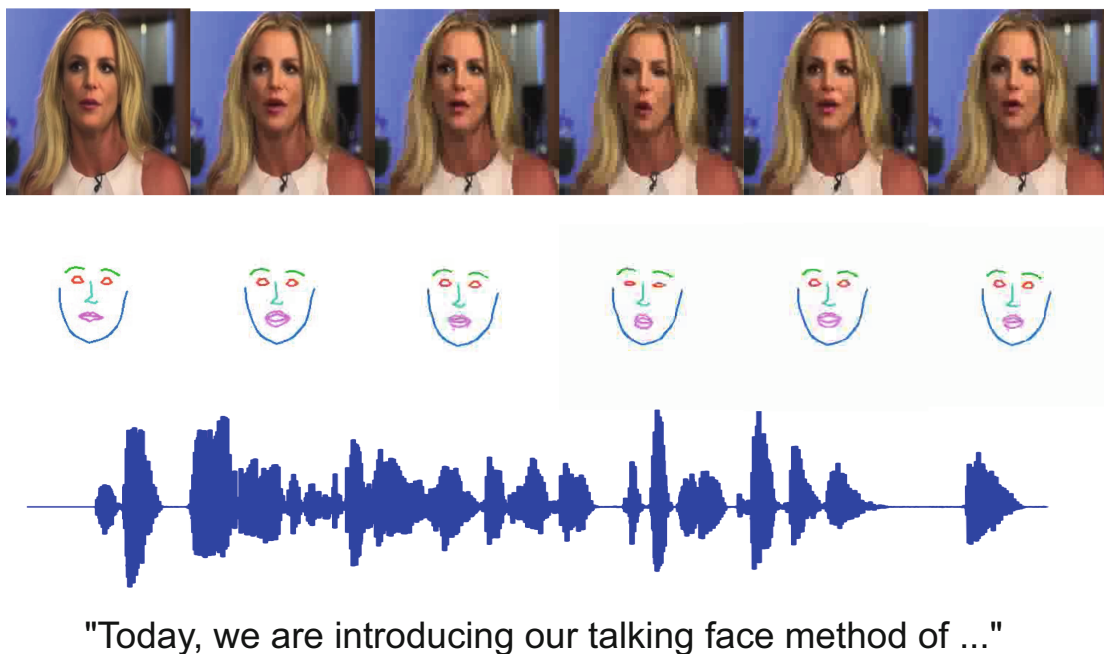 "Today, we are introducing our talking face method of ..."